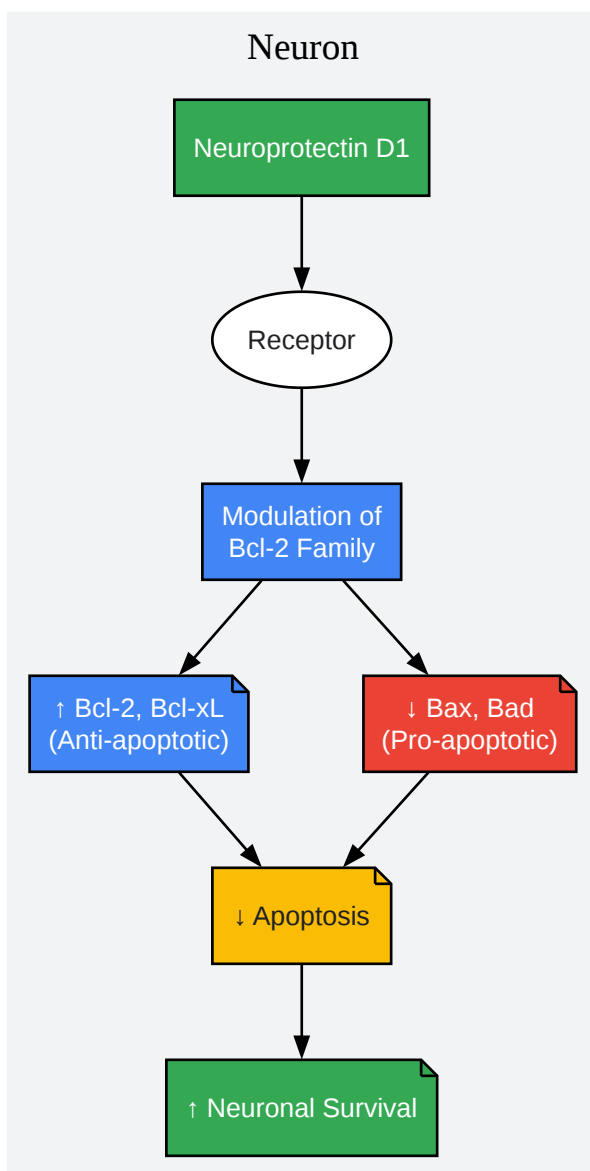 Neuron
Neuroprotectin D1
Receptor
Modulation of
Bcl-2 Family
↑ Bcl-2, Bcl-xL
(Anti-apoptotic)
↓ Bax, Bad
(Pro-apoptotic)
↓ Apoptosis
↑ Neuronal Survival